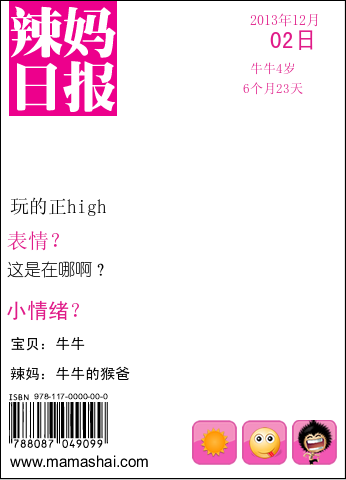 辣妈
日报
2013年12月
02日
牛牛4岁
6个月23天
玩的正high
表情？
这是在哪啊？
小情绪？
宝贝：牛牛
辣妈：牛牛的猴爸
ISBN 978-117-0000-00-0
788087 049099
www.mamashai.com